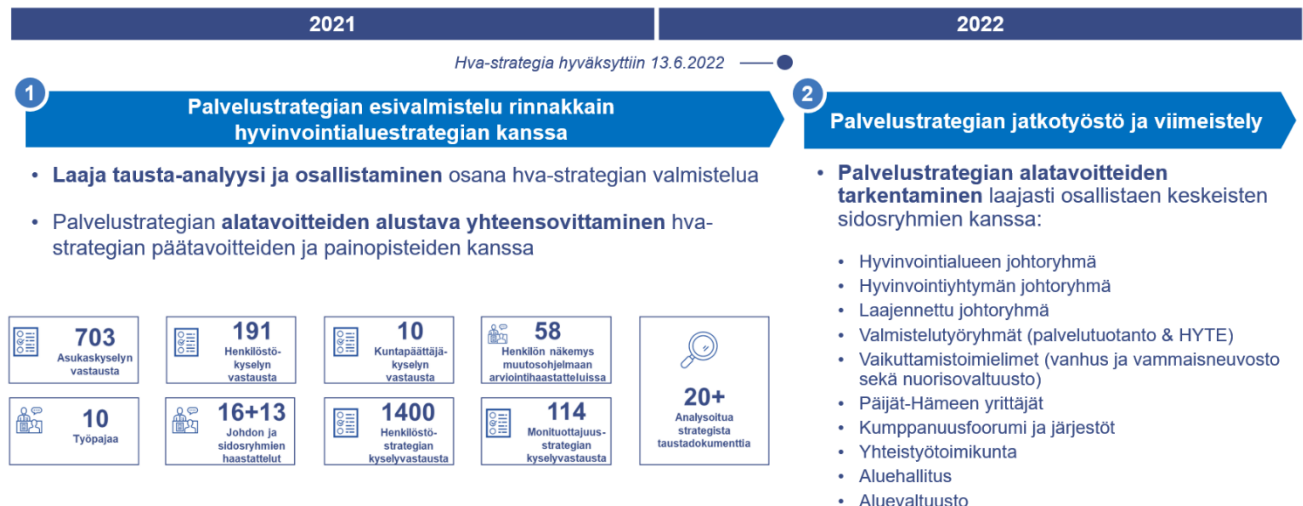 2021
2022
Hva-strategia hyväksyttiin 13.6.2022
1
Palvelustrategian esivalmistelu rinnakkain
hyvinvointialuestrategian kanssa
• Laaja tausta-analyysi ja osallistaminen osana hva-strategian valmistelua
• Palvelustrategian alatavoitteiden alustava yhteensovittaminen hva-
strategian päätavoitteiden ja painopisteiden kanssa
703
Asukaskyselyn
vastausta
191
Henkilöstö-
kyselyn
vastausta
10
Kuntapäättäjä-
kyselyn
vastausta
58
Henkilön näkemys
muutosohjelmaan
arviointihaastatteluissa
10
Työpajaa
16+13
Johdon ja
sidosryhmien
haastattelut
1400
Henkilöstö-
strategian
kyselyvastausta
114
Monituottajuus-
strategian
kyselyvastausta
20+
Analysoitua
strategista
taustadokumenttia
2
Palvelustrategian jatkotyöstö ja viimeistely
• Palvelustrategian alatavoitteiden
tarkentaminen laajasti osallistaen keskeisten
sidosryhmien kanssa:
• Hyvinvointialueen johtoryhmä
• Hyvinvointiyhtymän johtoryhmä
• Laajennettu johtoryhmä
• Valmistelutyöryhmät (palvelutuotanto & HYTE)
• Vaikuttamistoimielimet (vanhus ja vammaisneuvosto
sekä nuorisovaltuusto)
• Päijät-Hämeen yrittäjät
• Kumppanuusfoorumi ja järjestöt
• Yhteistyötoimikunta
• Aluehallitus
• Aluevaltuusto